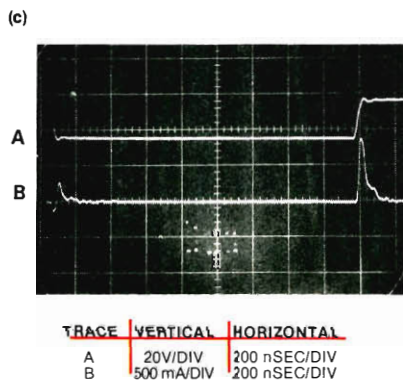 (c)
A
B
TRACE VERTICAL HORIZONTAL
A 20V/DIV 200 nSEC/DIV
B 500 mA/DIV 200 nSEC/DIV